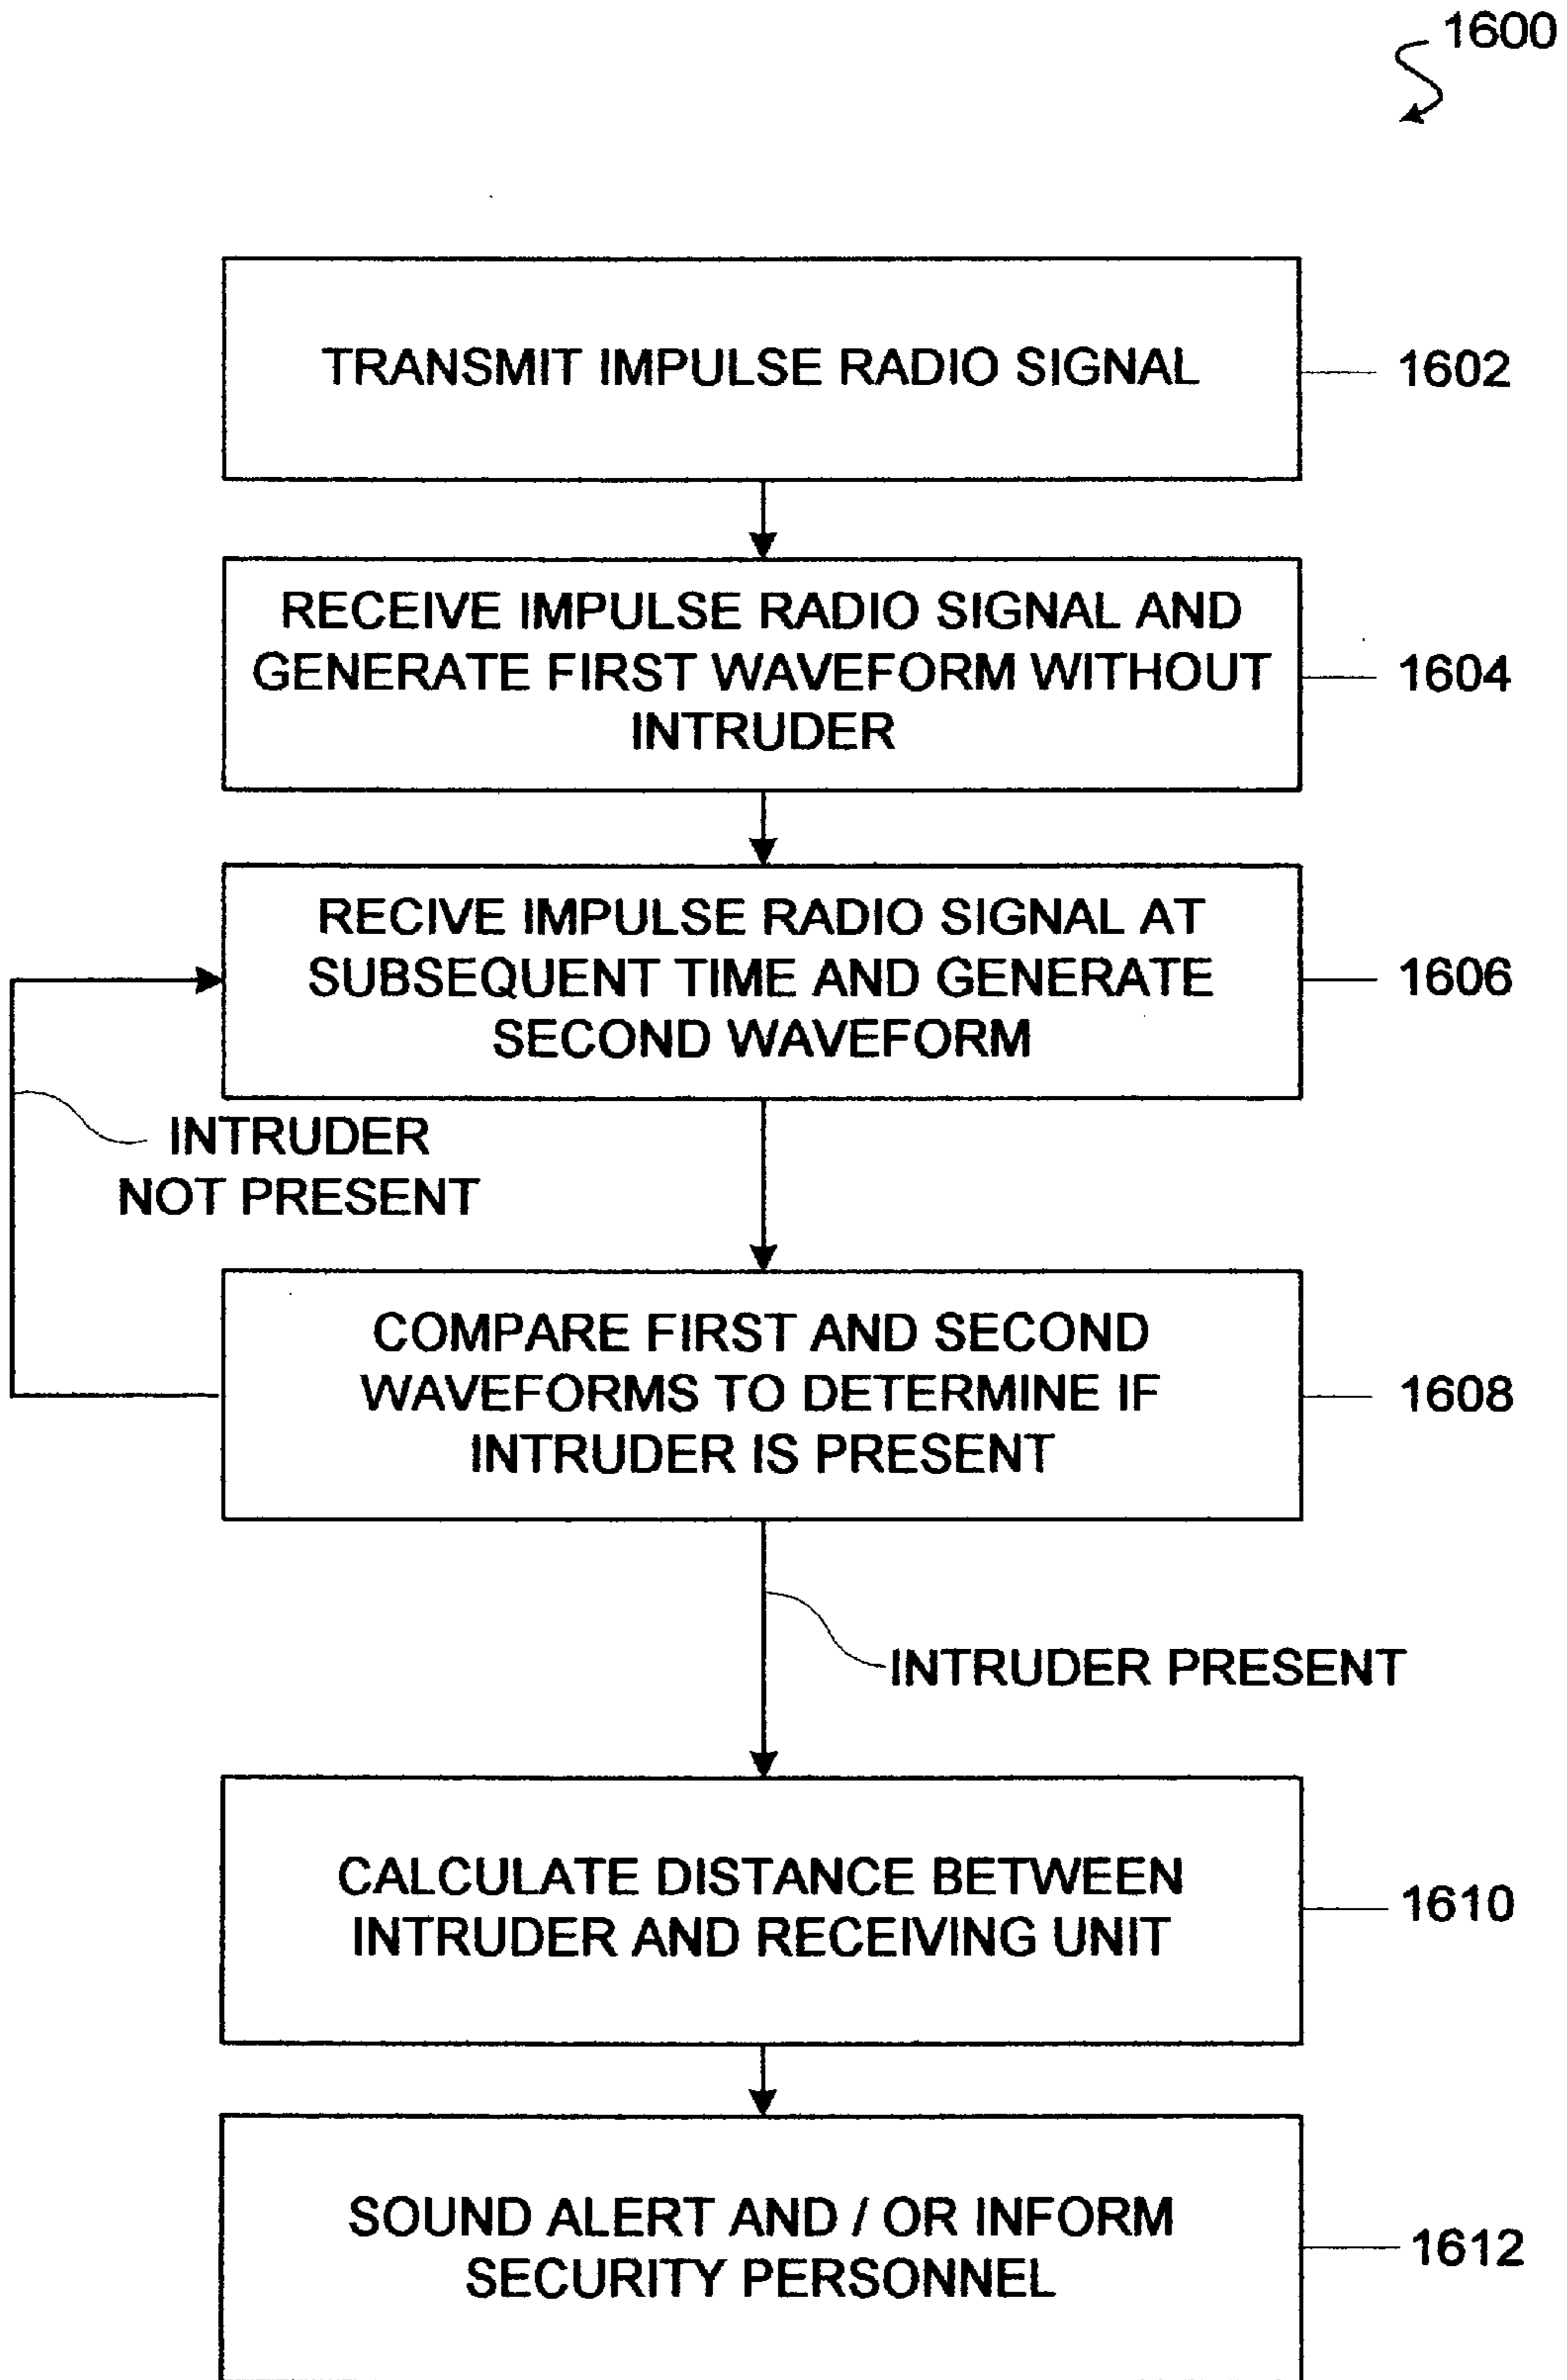 1600
TRANSMIT IMPULSE RADIO SIGNAL
1602
RECEIVE IMPULSE RADIO SIGNAL AND
GENERATE FIRST WAVEFORM WITHOUT
INTRUDER
1604
RECIVE IMPULSE RADIO SIGNAL AT
SUBSEQUENT TIME AND GENERATE
SECOND WAVEFORM
1606
INTRUDER
NOT PRESENT
COMPARE FIRST AND SECOND
WAVEFORMS TO DETERMINE IF
INTRUDER IS PRESENT
1608
INTRUDER PRESENT
CALCULATE DISTANCE BETWEEN
INTRUDER AND RECEIVING UNIT
1610
SOUND ALERT AND / OR INFORM
SECURITY PERSONNEL
1612